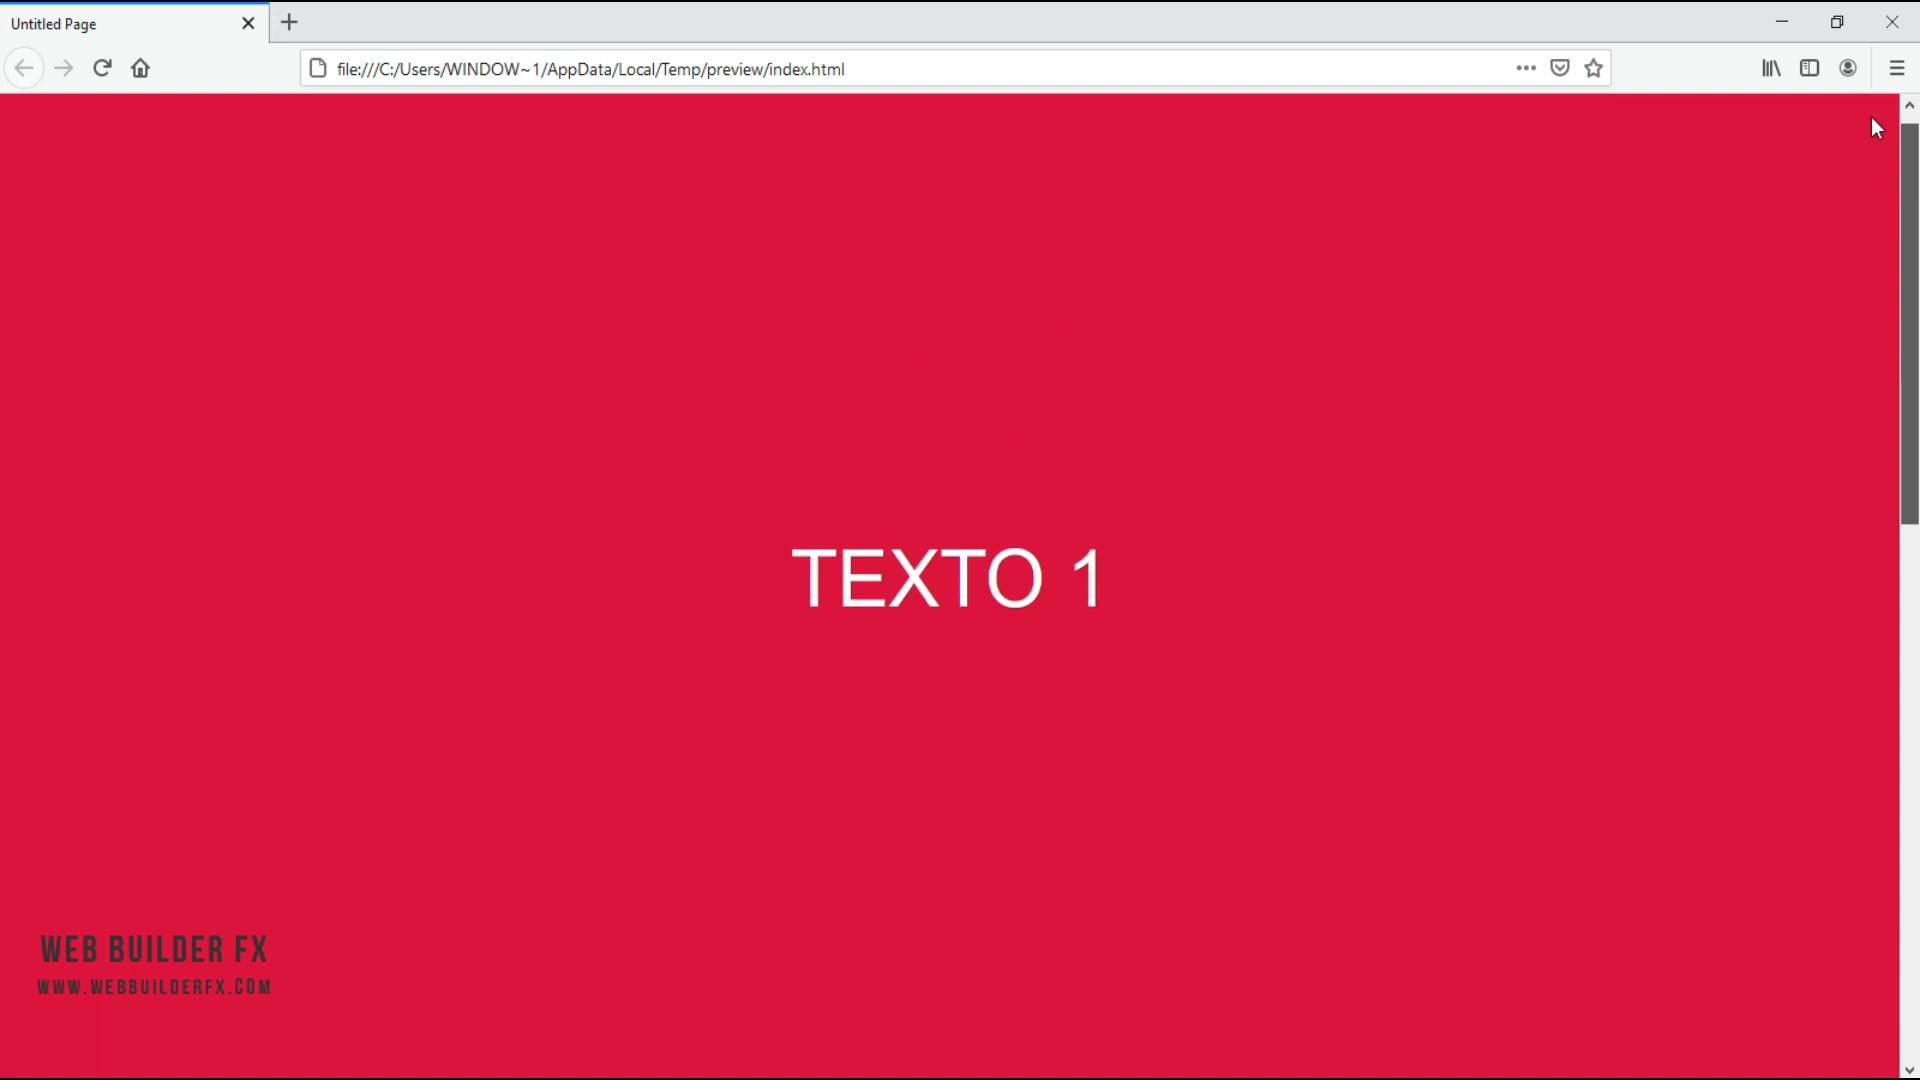 Untitled Page
file:///C:/Users/WINDOW~1/AppData/Local/Temp/preview/index.html
TEXTO 1
WEB BUILDER FX
WWW.WEBBUILDERFX.COM